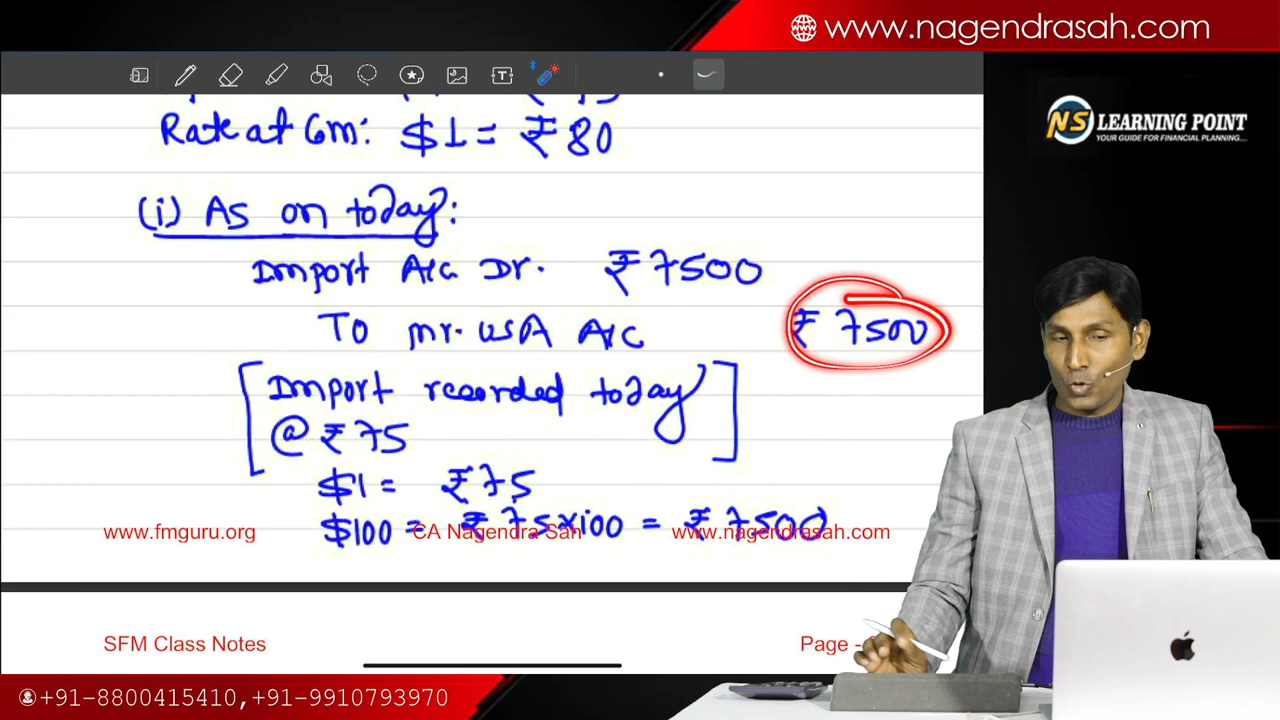 www.nagendrasah.com
NS LEARNING POINT
YOUR GUIDE FOR FINANCIAL PLANNING....
T
Rate at 6m: $1 = ₹80
(i) As on today:
Import A/c Dr. ₹7500
To Mr. USA A/c ₹7500
[Import recorded today
@ ₹75]
$1 = ₹75
$100 = ₹75×100 = ₹7500
www.fmguru.org CA Nagendra Sah www.nagendrasah.com
SFM Class Notes Page -
+91-8800415410,+91-9910793970